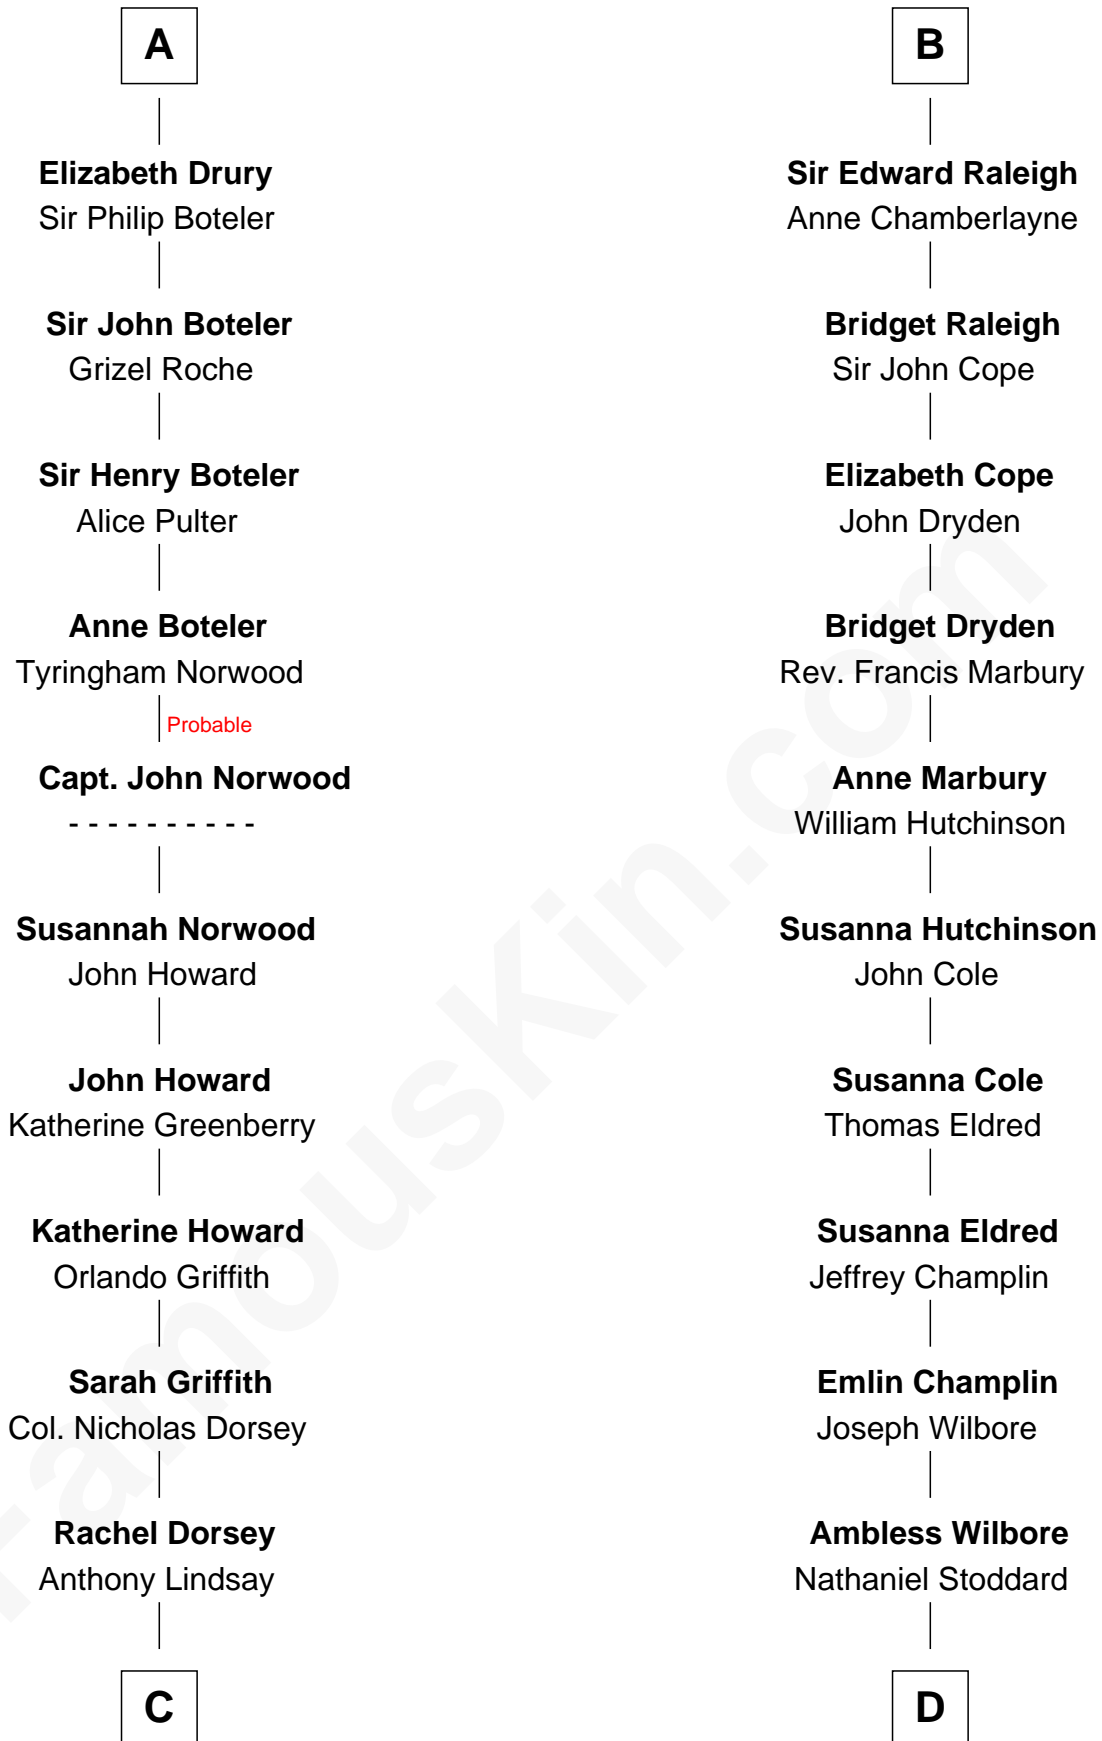 A
Elizabeth Drury
Sir Philip Boteler
Sir John Boteler
Grizel Roche
Sir Henry Boteler
Alice Pulter
Anne Boteler
Tyringham Norwood
Probable
Capt. John Norwood
- - - - - - - - - -
Susannah Norwood
John Howard
John Howard
Katherine Greenberry
Katherine Howard
Orlando Griffith
Sarah Griffith
Col. Nicholas Dorsey
Rachel Dorsey
Anthony Lindsay
C
B
Sir Edward Raleigh
Anne Chamberlayne
Bridget Raleigh
Sir John Cope
Elizabeth Cope
John Dryden
Bridget Dryden
Rev. Francis Marbury
Anne Marbury
William Hutchinson
Susanna Hutchinson
John Cole
Susanna Cole
Thomas Eldred
Susanna Eldred
Jeffrey Champlin
Emlin Champlin
Joseph Wilbore
Ambless Wilbore
Nathaniel Stoddard
D
FamousKin.com